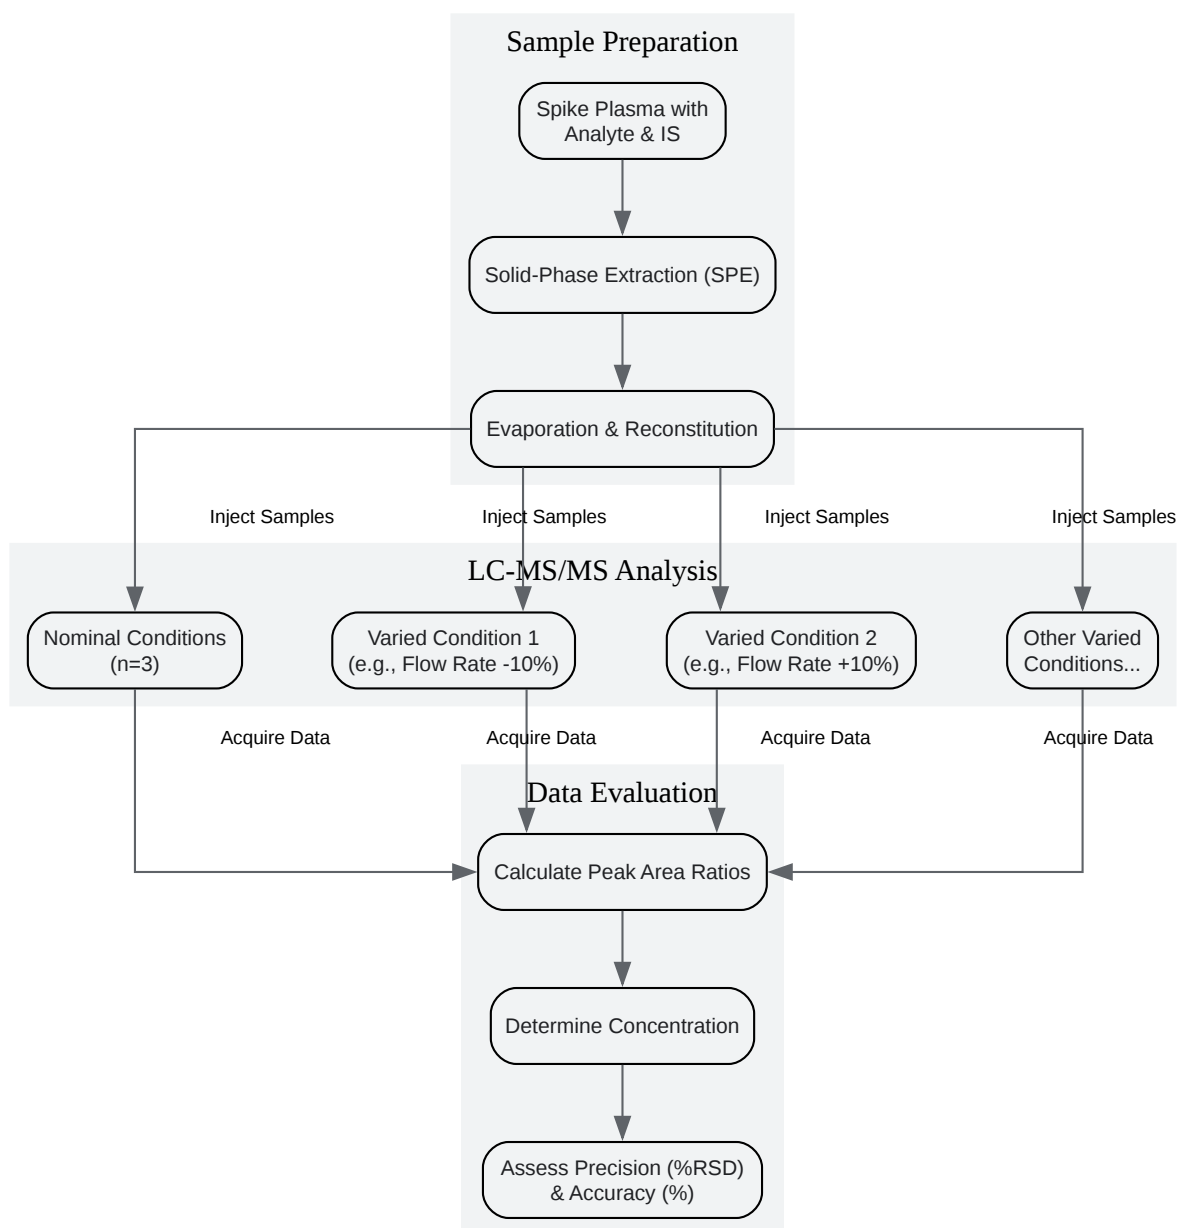 Sample Preparation
Spike Plasma with
Analyte & IS
Solid-Phase Extraction (SPE)
Evaporation & Reconstitution
Inject Samples
Inject Samples
Inject Samples
Inject Samples
LC-MS/MS Analysis
Nominal Conditions
(n=3)
Varied Condition 1
(e.g., Flow Rate -10%)
Varied Condition 2
(e.g., Flow Rate +10%)
Other Varied
Conditions...
Acquire Data
Acquire Data
Acquire Data
Acquire Data
Data Evaluation
Calculate Peak Area Ratios
Determine Concentration
Assess Precision (%RSD)
& Accuracy (%)